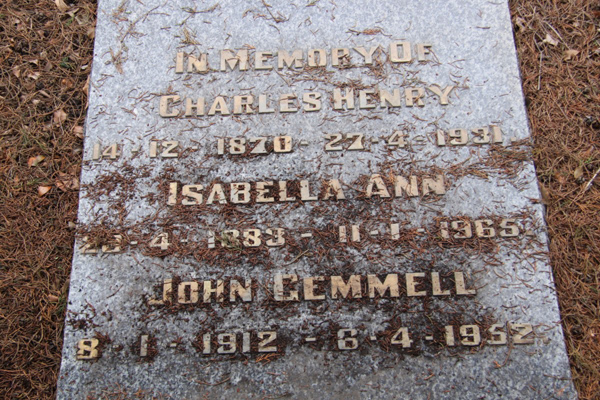 IN MEMORY OF
CHARLES HENRY
14 - 12 - 1870 - 27 - 4 - 1931
ISABELLA ANN
- 4 - 1883 - 11 - 1 - 1965
JOHN GEMMELL
8 - 1 - 1912 - 6 - 4 - 1952